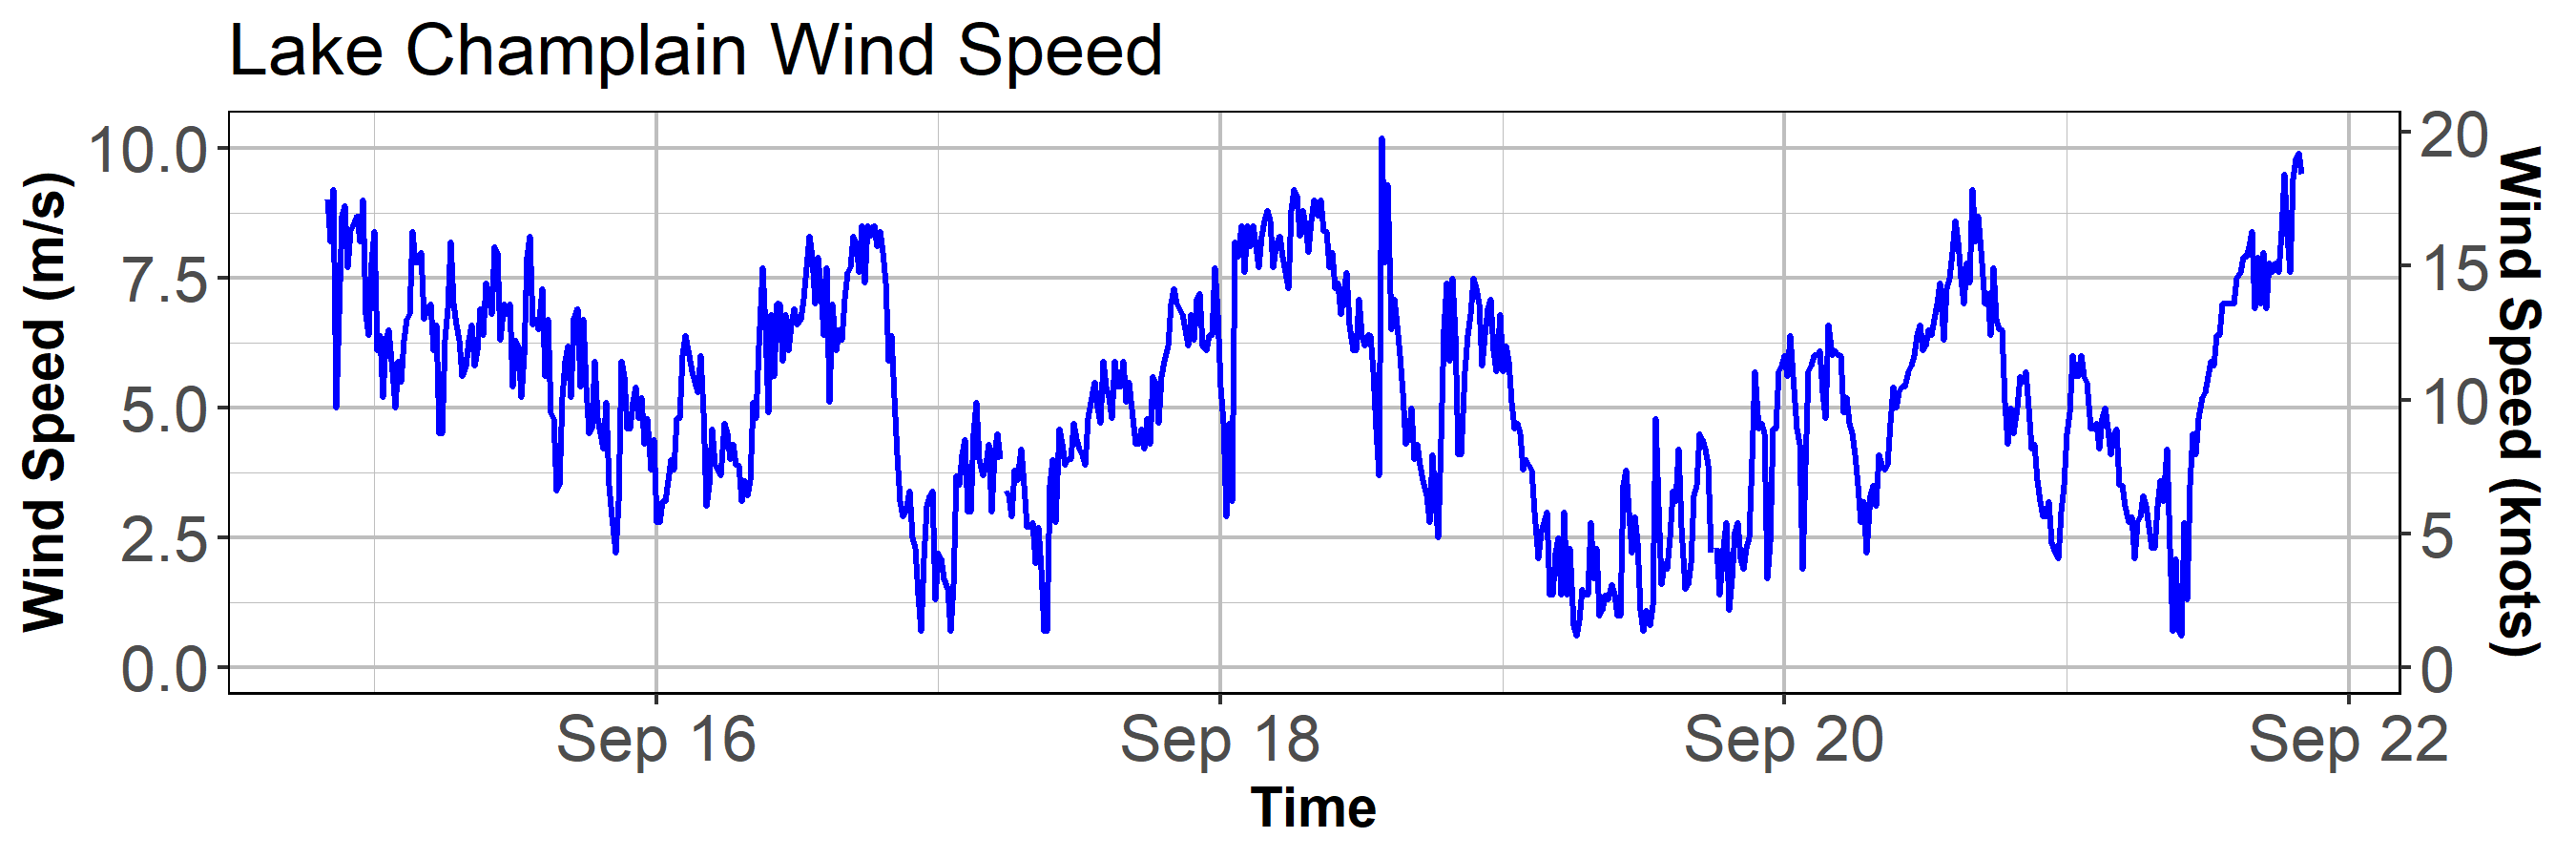 Lake Champlain Wind Speed
Wind Speed (m/s)
10.0
7.5
5.0
2.5
0.0
20
15
10
5
0
Wind Speed (knots)
Sep 16
Sep 18
Sep 20
Sep 22
Time